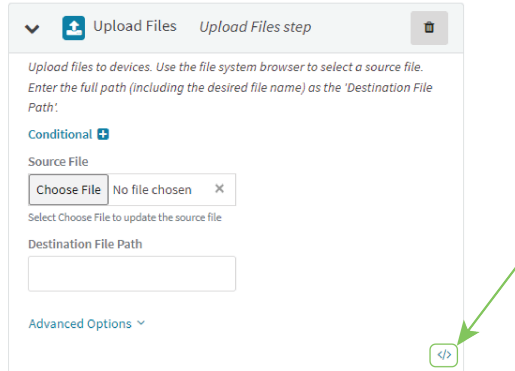 Upload Files Upload Files step
Upload files to devices. Use the file system browser to select a source file.
Enter the full path (including the desired file name) as the 'Destination File
Path'.
Conditional
Source File
Choose File No file chosen ×
Select Choose File to update the source file
Destination File Path
Advanced Options
</>